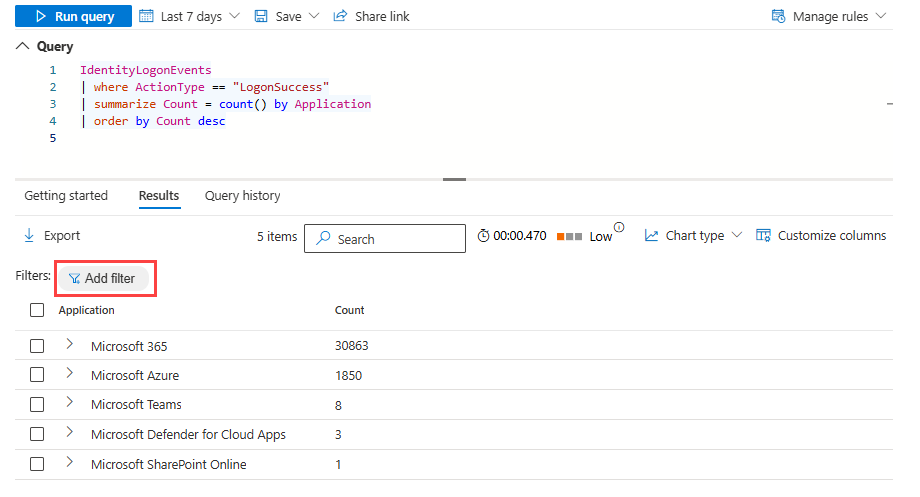 Run query Last 7 days Save Share link Manage rules
Query
1 IdentityLogonEvents
2 | where ActionType == "LogonSuccess"
3 | summarize Count = count() by Application
4 | order by Count desc
5
Getting started Results Query history
Export 5 items Search 00:00.470 Low Chart type Customize columns
Filters: Add filter
Application Count
Microsoft 365 30863
Microsoft Azure 1850
Microsoft Teams 8
Microsoft Defender for Cloud Apps 3
Microsoft SharePoint Online 1